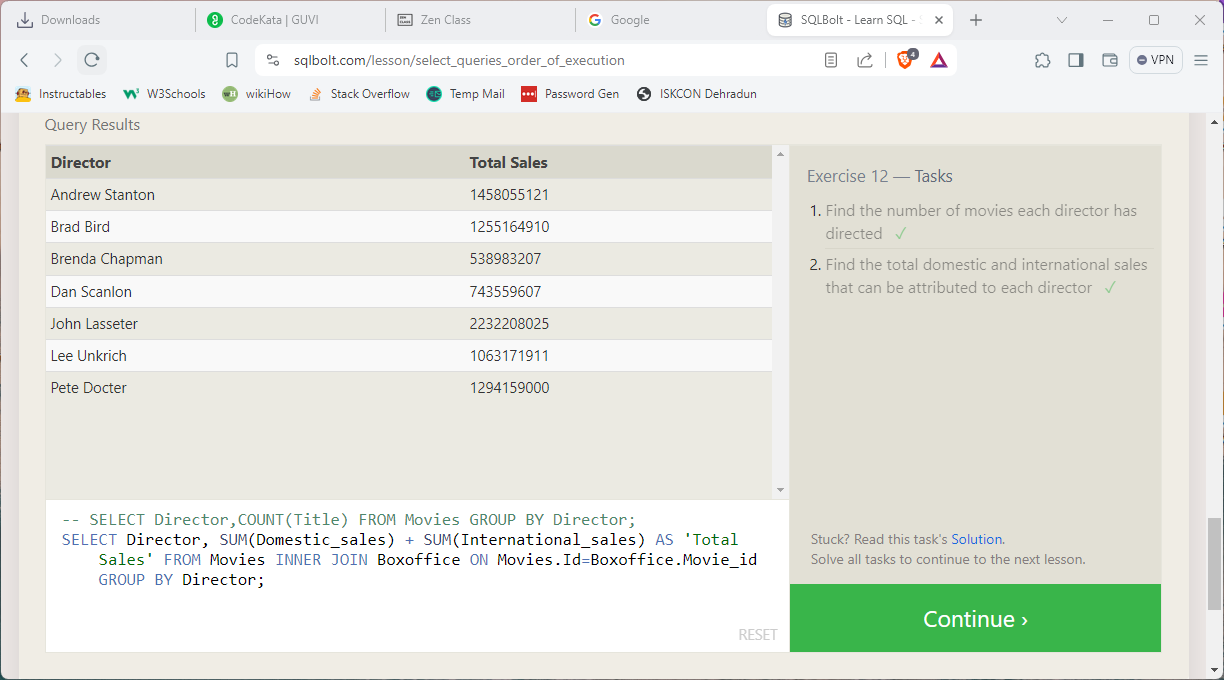 Downloads
CodeKata | GUVI
Zen Class
Google
SQLBolt - Learn SQL -
sqlbolt.com/lesson/select_queries_order_of_execution
4
VPN
Instructables
W3Schools
wikiHow
Stack Overflow
Temp Mail
Password Gen
ISKCON Dehradun
Query Results
Director Total Sales
Andrew Stanton 1458055121
Brad Bird 1255164910
Brenda Chapman 538983207
Dan Scanlon 743559607
John Lasseter 2232208025
Lee Unkrich 1063171911
Pete Docter 1294159000
-- SELECT Director,COUNT(Title) FROM Movies GROUP BY Director;
SELECT Director, SUM(Domestic_sales) + SUM(International_sales) AS 'Total
Sales' FROM Movies INNER JOIN Boxoffice ON Movies.Id=Boxoffice.Movie_id
GROUP BY Director;
RESET
Exercise 12 — Tasks
1. Find the number of movies each director has
directed ✓
2. Find the total domestic and international sales
that can be attributed to each director ✓
Stuck? Read this task's Solution.
Solve all tasks to continue to the next lesson.
Continue ›